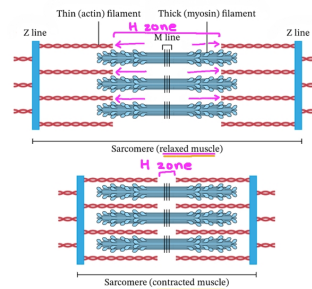 Thin (actin) filament Thick (myosin) filament
H zone
Z line M line Z line
Sarcomere (relaxed muscle)
H zone
Sarcomere (contracted muscle)